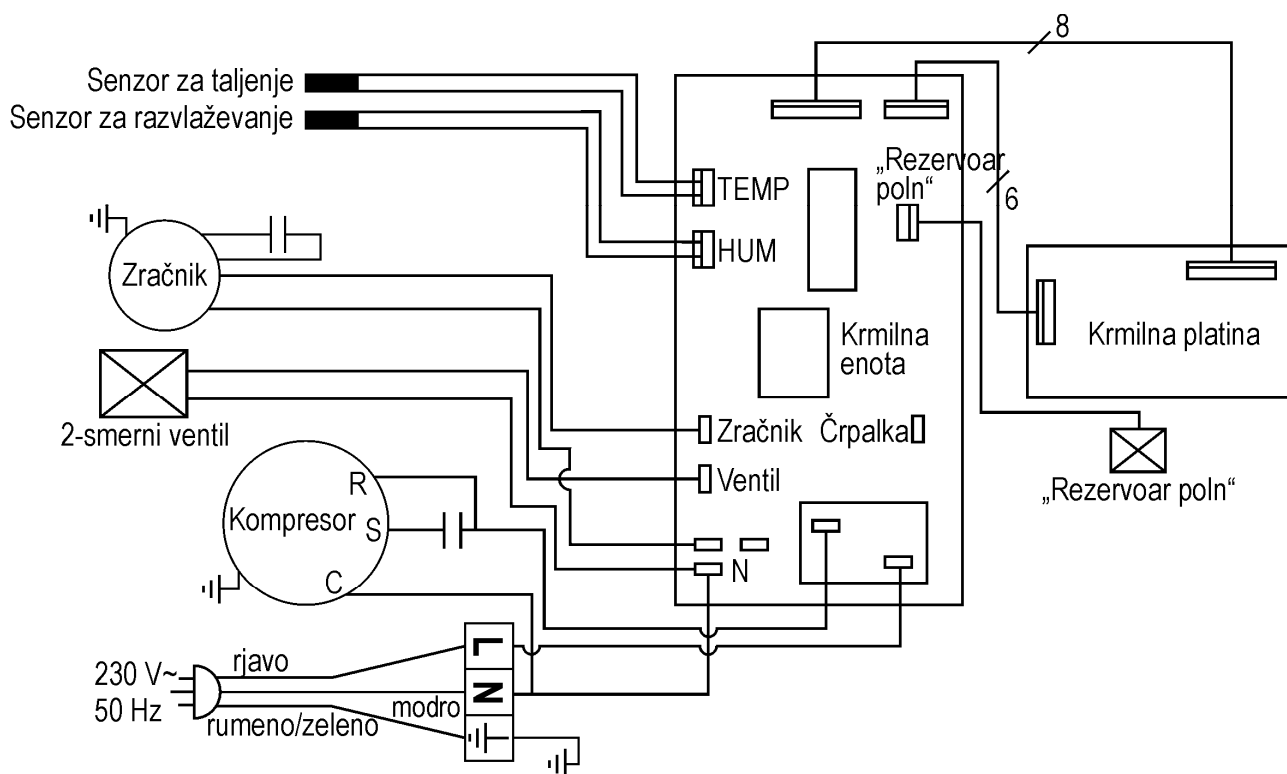 8
Senzor za taljenje
Senzor za razvlaževanje
„Rezervoar
poln“
6
TEMP
HUM
Zračnik
Krmilna
enota
Krmilna platina
2-smerni ventil
Zračnik
Črpalka
Ventil
„Rezervoar poln“
R
Kompresor
S
C
N
L
N
230 V~
50 Hz
rjavo
modro
rumeno/zeleno